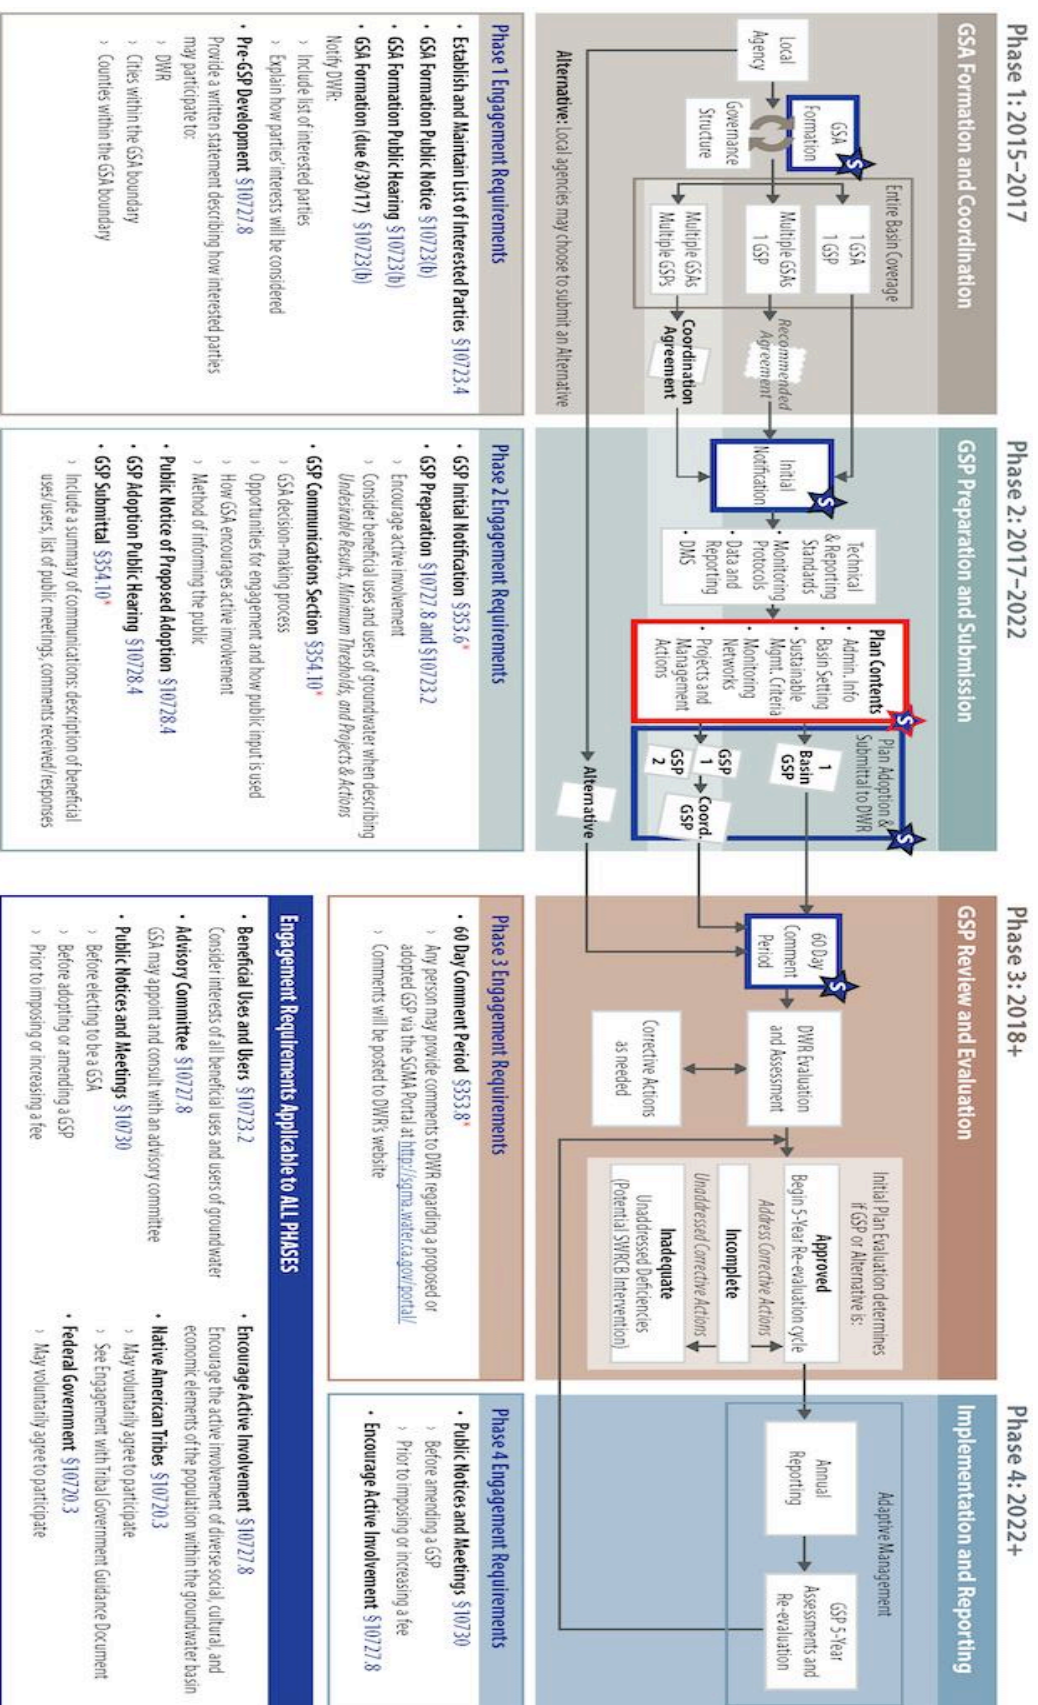 Phase 1: 2015–2017
GSA Formation and Coordination
Local
Agency
GSA
Formation
Governance
Structure
Entire Basin Coverage
1 GSA
1 GSP
Multiple GSAs
1 GSP
Multiple GSAs
Multiple GSPs
Recommended
Agreement
Coordination
Agreement
Alternative: Local agencies may choose to submit an Alternative
Phase 2: 2017–2022
GSP Preparation and Submission
Initial
Notification
Technical
& Reporting
Standards
• Monitoring
Protocols
• Data and
Reporting
• DMS
Plan Contents
• Admin. Info
• Basin Setting
• Sustainable
Mgmt. Criteria
• Monitoring
Networks
• Projects and
Management
Actions
Plan Adoption &
Submittal to DWR
1
Basin
GSP
GSP
1
GSP
2
Coord.
GSP
Alternative
S
S
S
S
S
Phase 3: 2018+
GSP Review and Evaluation
60 Day
Comment
Period
DWR Evaluation
and Assessment
Corrective Actions
as needed
Initial Plan Evaluation determines
if GSP or Alternative is:
Approved
Begin 5-Year Re-evaluation cycle
Address Corrective Actions
Incomplete
Unaddressed Corrective Actions
Inadequate
Unaddressed Deficiencies
(Potential SWRCB Intervention)
Phase 4: 2022+
Implementation and Reporting
Adaptive Management
Annual
Reporting
GSP 5-Year
Assessments and
Re-evaluation
Phase 1 Engagement Requirements
• Establish and Maintain List of Interested Parties §10723.4
• GSA Formation Public Notice §10723(b)
• GSA Formation Public Hearing §10723(b)
• GSA Formation (due 6/30/17) §10723(b)
Notify DWR:
› Include list of interested parties
› Explain how parties' interests will be considered
• Pre-GSP Development §10727.8
Provide a written statement describing how interested parties
may participate to:
› DWR
› Cities within the GSA boundary
› Counties within the GSA boundary
Phase 2 Engagement Requirements
• GSP Initial Notification §353.6*
• GSP Preparation §10727.8 and §10723.2
› Encourage active involvement
› Consider beneficial uses and users of groundwater when describing
Undesirable Results, Minimum Thresholds, and Projects & Actions
• GSP Communications Section §354.10*
› GSA decision-making process
› Opportunities for engagement and how public input is used
› How GSA encourages active involvement
› Method of informing the public
• Public Notice of Proposed Adoption §10728.4
• GSP Adoption Public Hearing §10728.4
• GSP Submittal §354.10*
› Include a summary of communications: description of beneficial
uses/users, list of public meetings, comments received/responses
Phase 3 Engagement Requirements
• 60 Day Comment Period §353.8*
› Any person may provide comments to DWR regarding a proposed or
adopted GSP via the SGMA Portal at http://sgma.water.ca.gov/portal/
› Comments will be posted to DWR's website
Phase 4 Engagement Requirements
• Public Notices and Meetings §10730
› Before amending a GSP
› Prior to imposing or increasing a fee
• Encourage Active Involvement §10727.8
Engagement Requirements Applicable to ALL PHASES
• Beneficial Uses and Users §10723.2
Consider interests of all beneficial uses and users of groundwater
• Advisory Committee §10727.8
GSA may appoint and consult with an advisory committee
• Public Notices and Meetings §10730
› Before electing to be a GSA
› Before adopting or amending a GSP
› Prior to imposing or increasing a fee
• Encourage Active Involvement §10727.8
Encourage the active involvement of diverse social, cultural, and
economic elements of the population within the groundwater basin
• Native American Tribes §10720.3
› May voluntarily agree to participate
› See Engagement with Tribal Government Guidance Document
• Federal Government §10720.3
› May voluntarily agree to participate